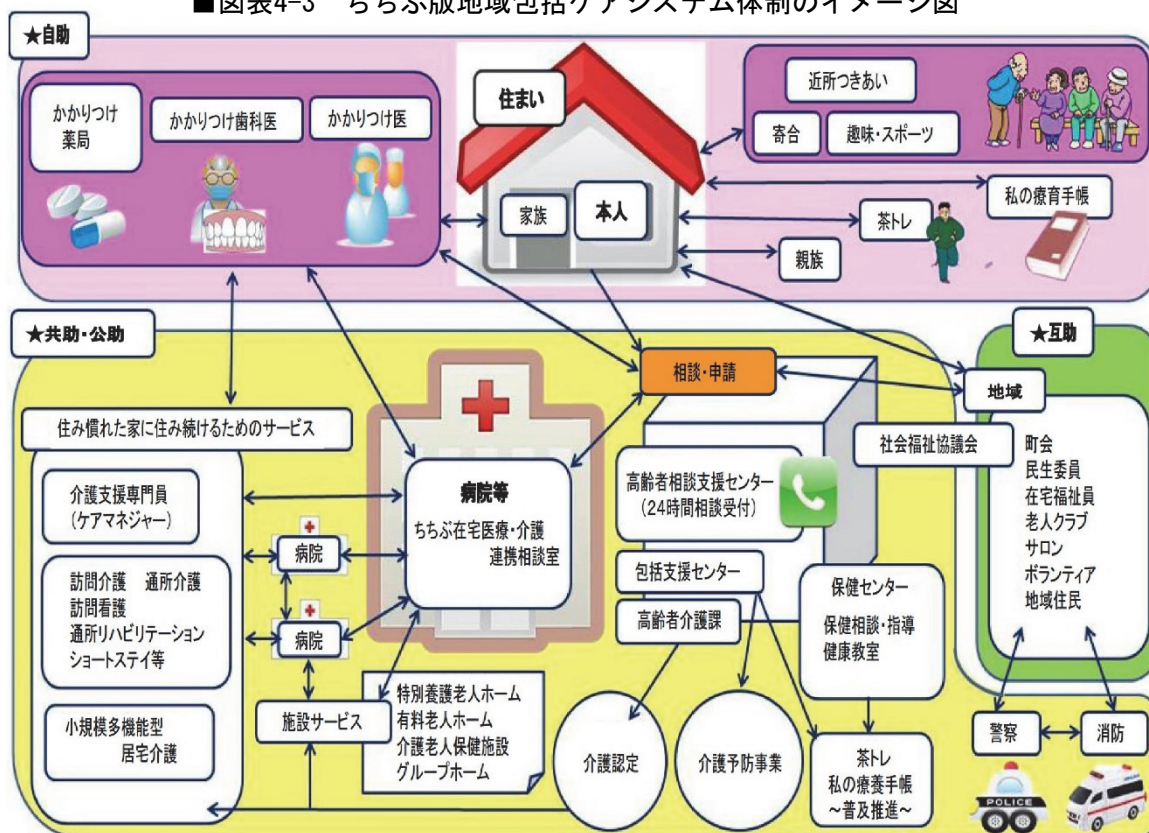 ■図表4-3 ちちぶ版地域包括ケアシステム体制のイメージ図
★自助
かかりつけ
薬局
かかりつけ歯科医
かかりつけ医
住まい
家族
本人
近所つきあい
寄合
趣味・スポーツ
私の療育手帳
茶トレ
親族
★共助・公助
住み慣れた家に住み続けるためのサービス
介護支援専門員
(ケアマネジャー)
訪問介護 通所介護
訪問看護
通所リハビリテーション
ショートステイ等
小規模多機能型
居宅介護
病院
病院
施設サービス
病院等
ちちぶ在宅医療・介護
連携相談室
特別養護老人ホーム
有料老人ホーム
介護老人保健施設
グループホーム
相談・申請
高齢者相談支援センター
(24時間相談受付)
包括支援センター
高齢者介護課
介護認定
介護予防事業
保健センター
保健相談・指導
健康教室
茶トレ
私の療養手帳
~普及推進~
社会福祉協議会
★互助
地域
町会
民生委員
在宅福祉員
老人クラブ
サロン
ボランティア
地域住民
警察
消防
POLICE